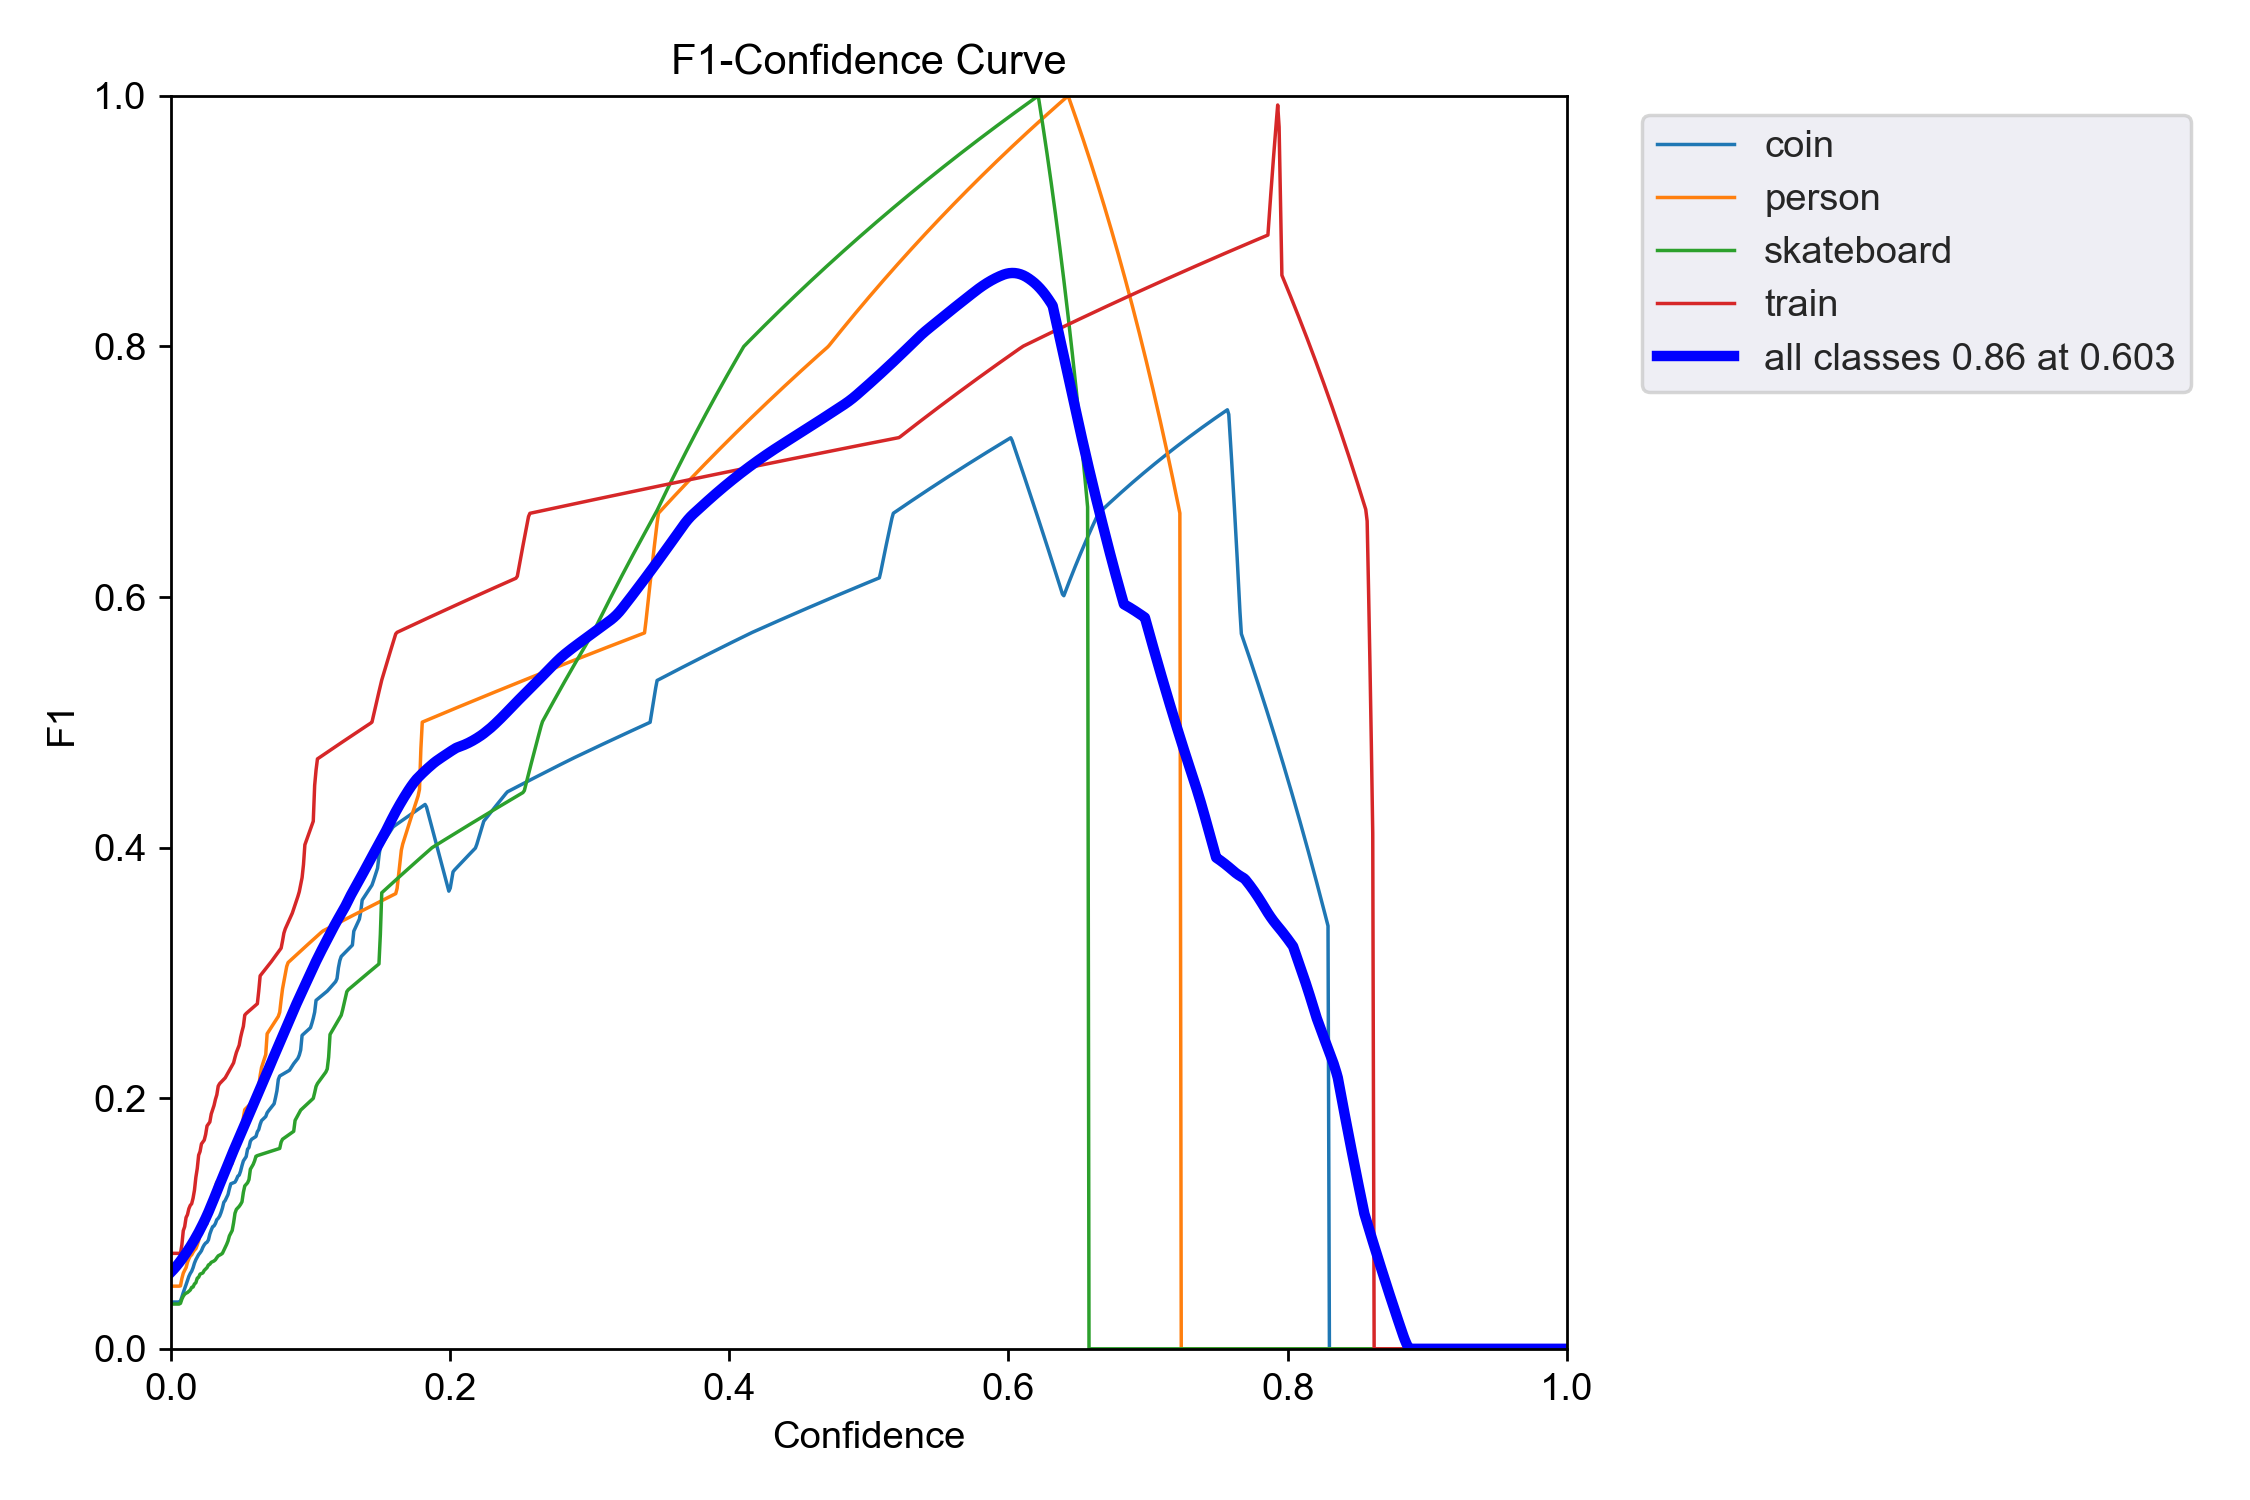 F1-Confidence Curve
1.0
0.8
0.6
0.4
0.2
0.0
F1
0.0 0.2 0.4 0.6 0.8 1.0
Confidence
coin
person
skateboard
train
all classes 0.86 at 0.603